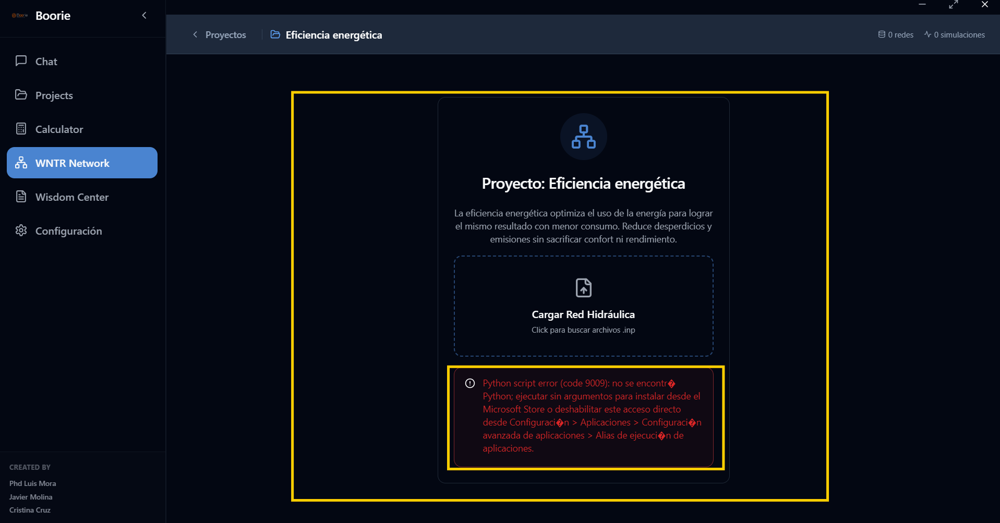 Boorie
Boorie
Chat
Projects
Calculator
WNTR Network
Wisdom Center
Configuración
CREATED BY
Phd Luis Mora
Javier Molina
Cristina Cruz
Proyectos
Eficiencia energética
0 redes
0 simulaciones
Proyecto: Eficiencia energética
La eficiencia energética optimiza el uso de la energía para lograr
el mismo resultado con menor consumo. Reduce desperdicios y
emisiones sin sacrificar confort ni rendimiento.
Cargar Red Hidráulica
Click para buscar archivos .inp
Python script error (code 9009): no se encontr�
Python; ejecutar sin argumentos para instalar desde el
Microsoft Store o deshabilitar este acceso directo
desde Configuraci�n > Aplicaciones > Configuraci�n
avanzada de aplicaciones > Alias de ejecuci�n de
aplicaciones.